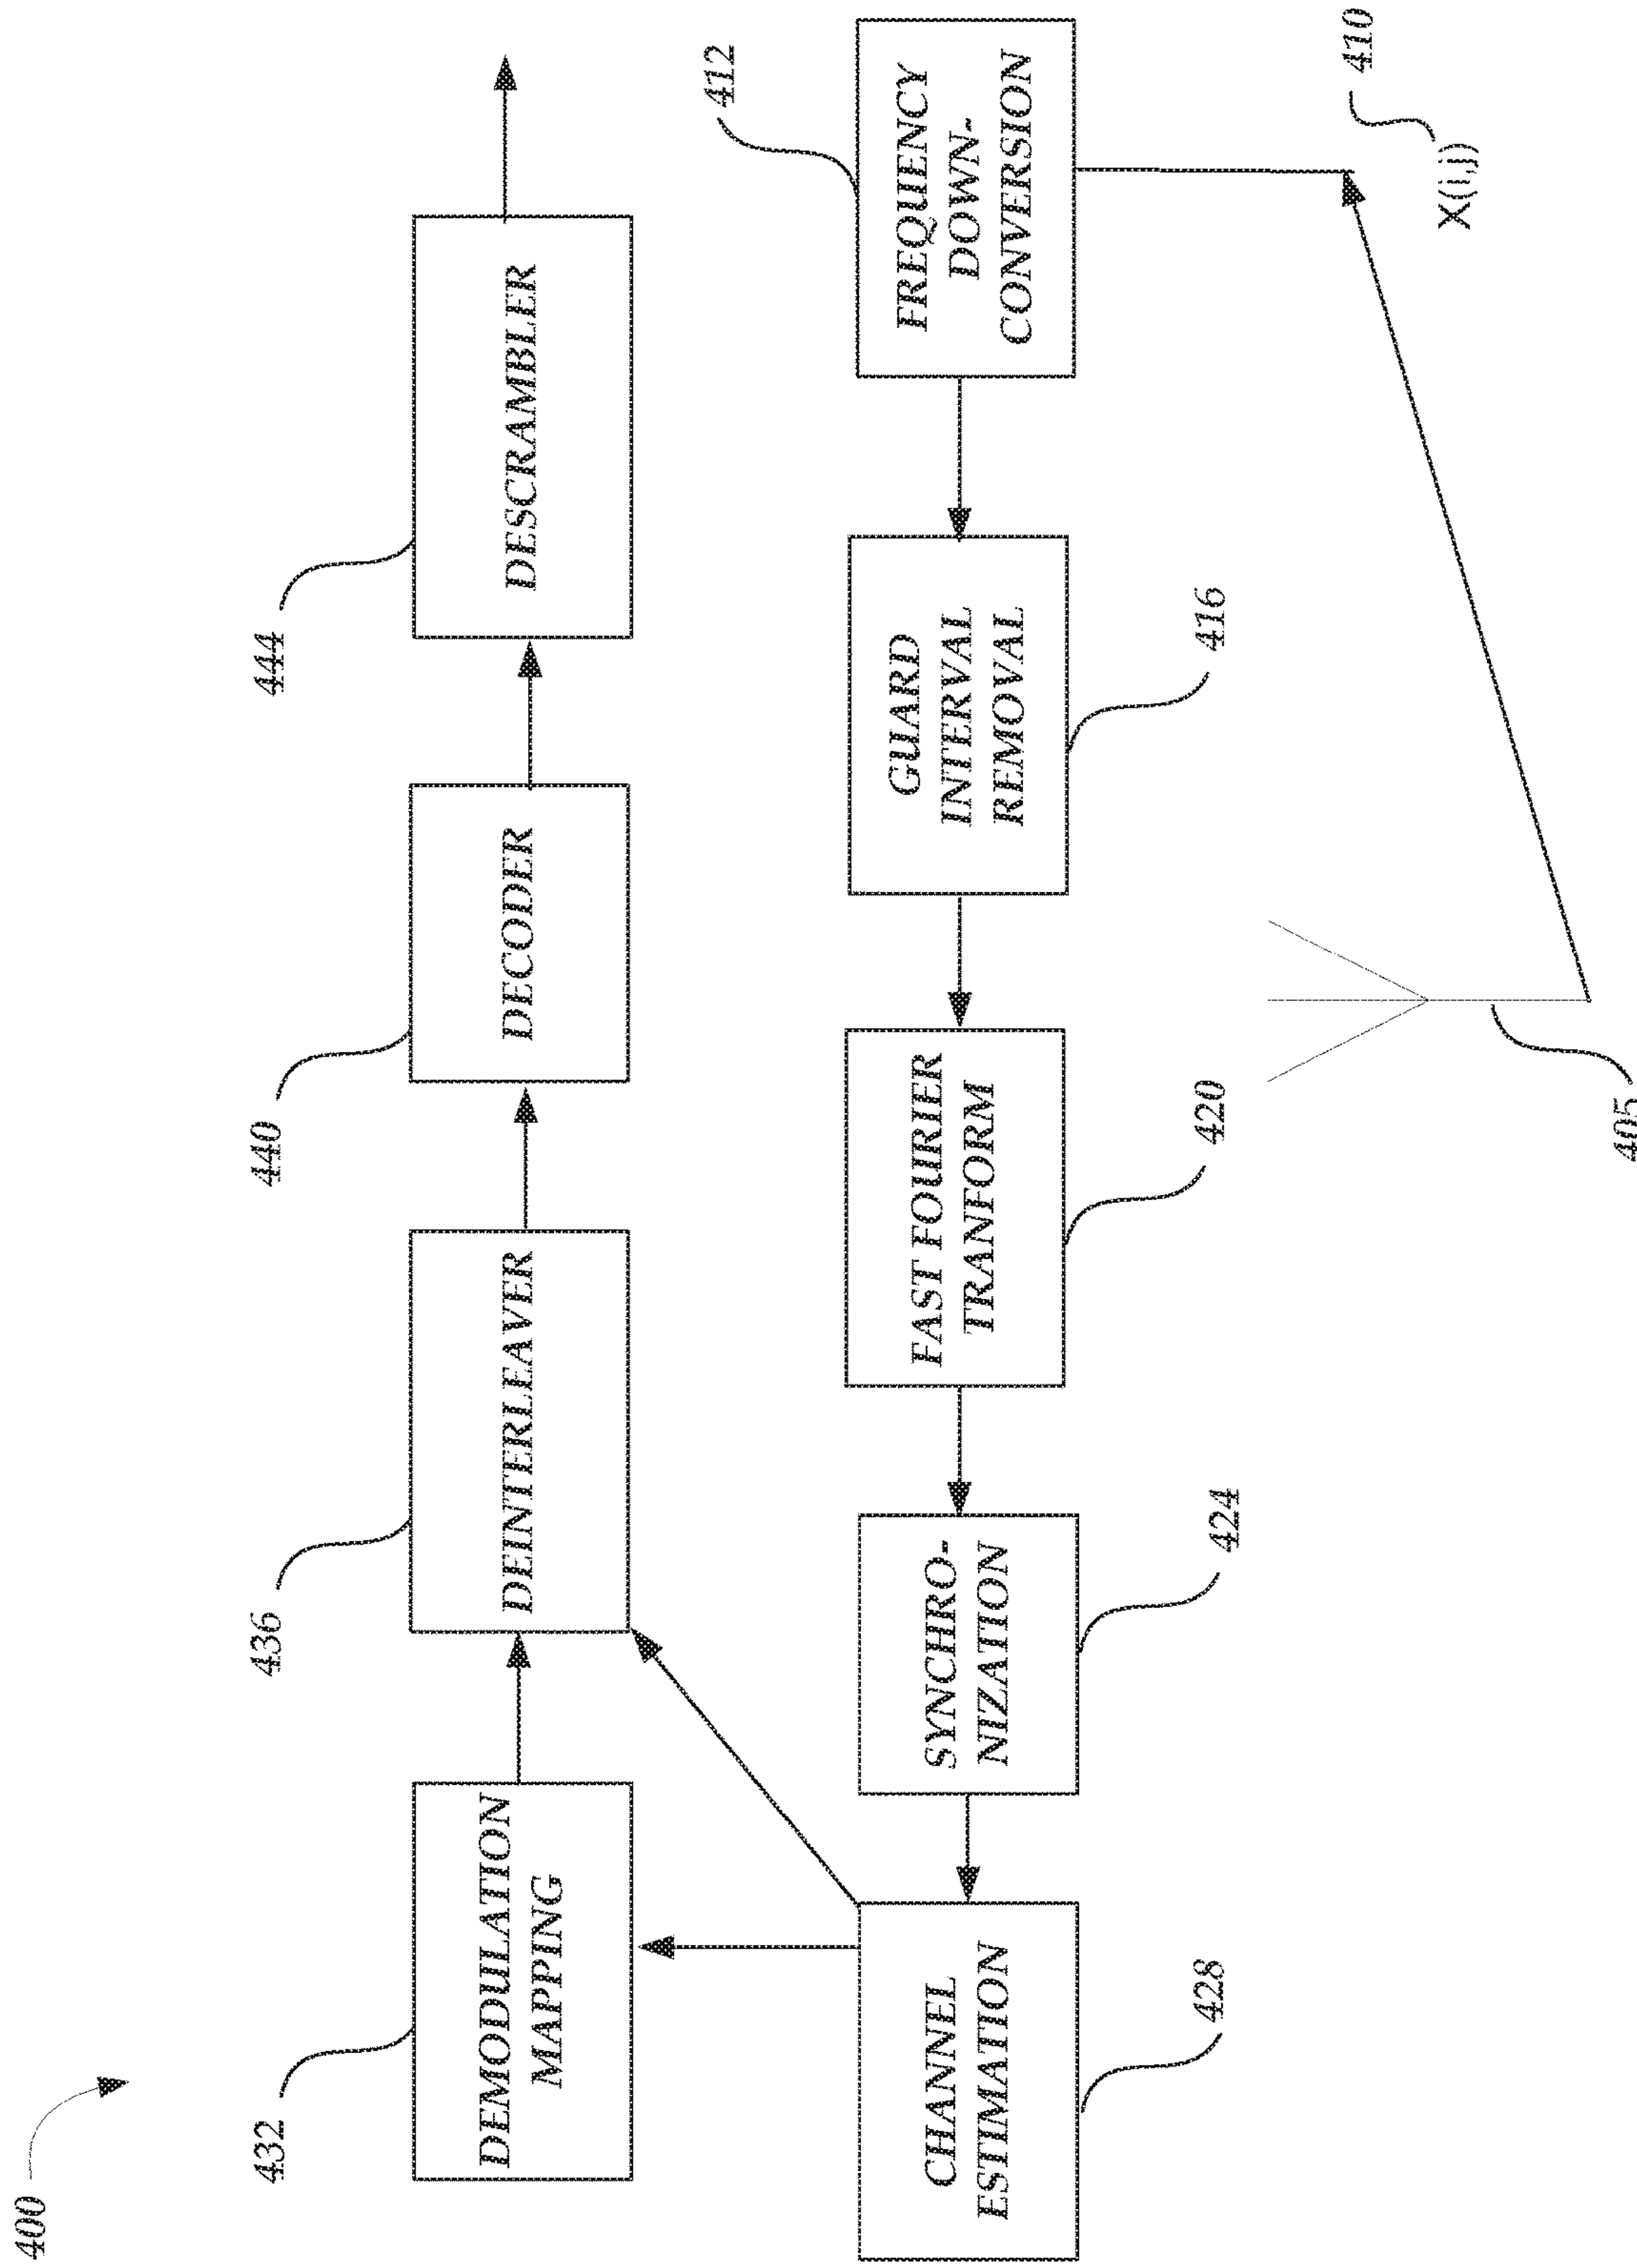 400
432
436
440
444
DEMODULATION
MAPPING
DEINTERLEAVER
DECODER
DESCRAMBLER
412
CHANNEL
ESTIMATION
SYNCHRO-
NIZATION
FAST FOURIER
TRANFORM
GUARD
INTERVAL
REMOVAL
FREQUENCY
DOWN-
CONVERSION
428
424
420
416
410
X(i,j)
405